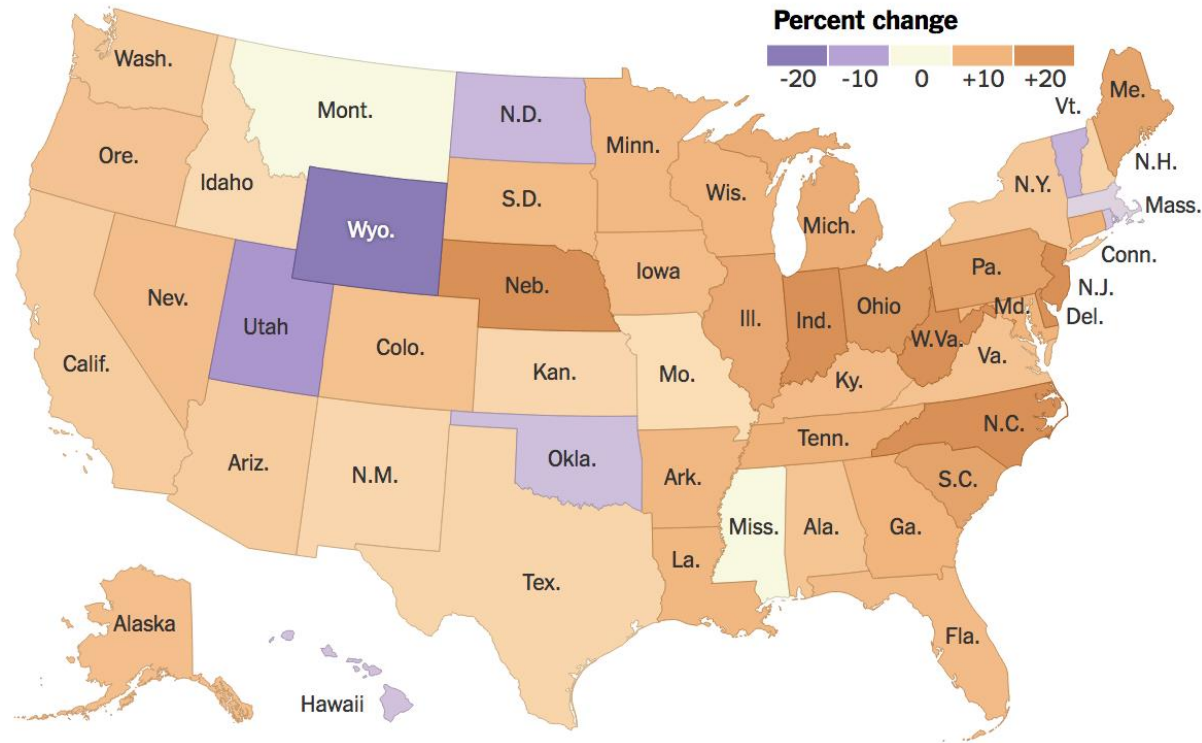 Percent change
-20 -10 0 +10 +20
Wash.
Mont.
N.D.
Minn.
Vt.
Me.
Ore.
Idaho
S.D.
Wis.
Mich.
N.Y.
N.H.
Mass.
Wyo.
Conn.
Nev.
Utah
Neb.
Iowa
Pa.
N.J.
Calif.
Colo.
Ill.
Ind.
Ohio
Md.
Del.
W.Va.
Va.
Kan.
Mo.
Ky.
Ariz.
N.M.
Okla.
Ark.
Tenn.
N.C.
S.C.
Tex.
La.
Miss.
Ala.
Ga.
Alaska
Hawaii
Fla.